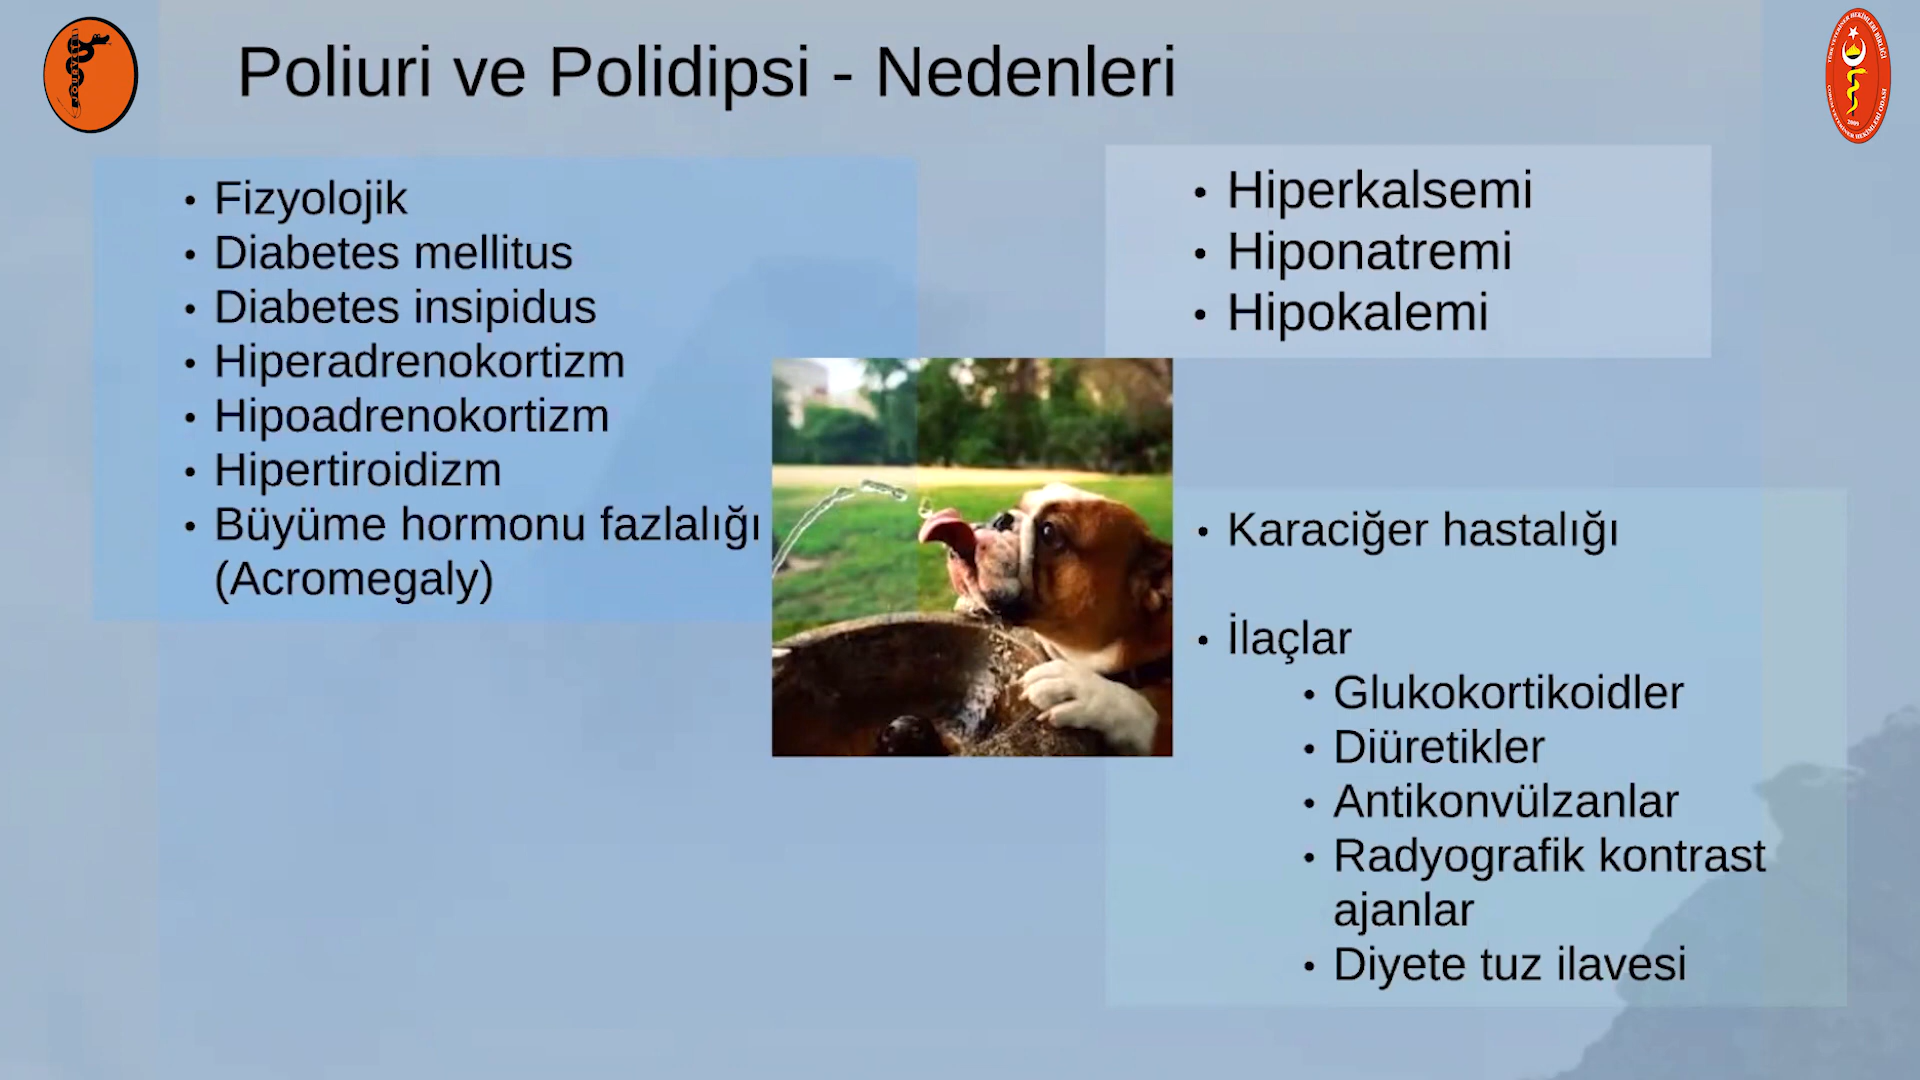 Poliuri ve Polidipsi - Nedenleri
• Fizyolojik
• Diabetes mellitus
• Diabetes insipidus
• Hiperadrenokortizm
• Hipoadrenokortizm
• Hipertiroidizm
• Büyüme hormonu fazlalığı
(Acromegaly)
• Hiperkalsemi
• Hiponatremi
• Hipokalemi
• Karaciğer hastalığı
• İlaçlar
• Glukokortikoidler
• Diüretikler
• Antikonvülzanlar
• Radyografik kontrast
ajanlar
• Diyete tuz ilavesi